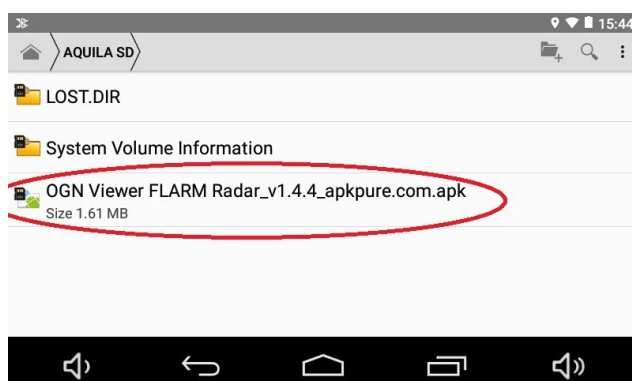 15:44
AQUILA SD
LOST.DIR
System Volume Information
OGN Viewer FLARM Radar_v1.4.4_apkpure.com.apk
Size 1.61 MB